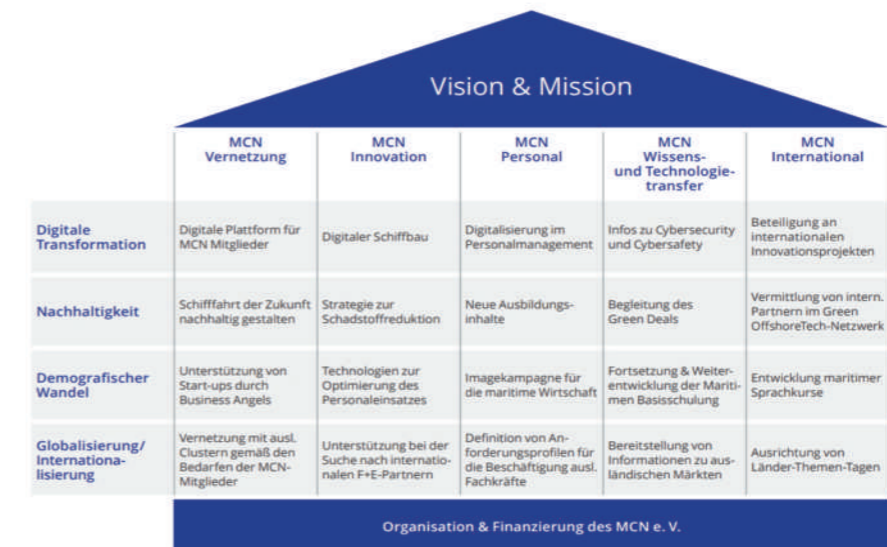 Vision & Mission
MCN
Vernetzung
MCN
Innovation
MCN
Personal
MCN
Wissens-
und Technologie-
transfer
MCN
International
Digitale
Transformation
Digitale Plattform für
MCN Mitglieder
Digitaler Schiffbau
Digitalisierung im
Personalmanagement
Infos zu Cybersecurity
und Cybersafety
Beteiligung an
internationalen
Innovationsprojekten
Nachhaltigkeit
Schifffahrt der Zukunft
nachhaltig gestalten
Strategie zur
Schadstoffreduktion
Neue Ausbildungs-
inhalte
Begleitung des
Green Deals
Vermittlung von intern.
Partnern im Green
OffshoreTech-Netzwerk
Demografischer
Wandel
Unterstützung von
Start-ups durch
Business Angels
Technologien zur
Optimierung des
Personaleinsatzes
Imagekampagne für
die maritime Wirtschaft
Fortsetzung & Weiter-
entwicklung der Mariti-
men Basisschulung
Entwicklung maritimer
Sprachkurse
Globalisierung/
Internationa-
lisierung
Vernetzung mit ausl.
Clustern gemäß den
Bedarfen der MCN-
Mitglieder
Unterstützung bei der
Suche nach internatio-
nalen F+E-Partnern
Definition von An-
forderungsprofilen für
die Beschäftigung ausl.
Fachkräfte
Bereitstellung von
Informationen zu aus-
ländischen Märkten
Ausrichtung von
Länder-Themen-Tagen
Organisation & Finanzierung des MCN e. V.